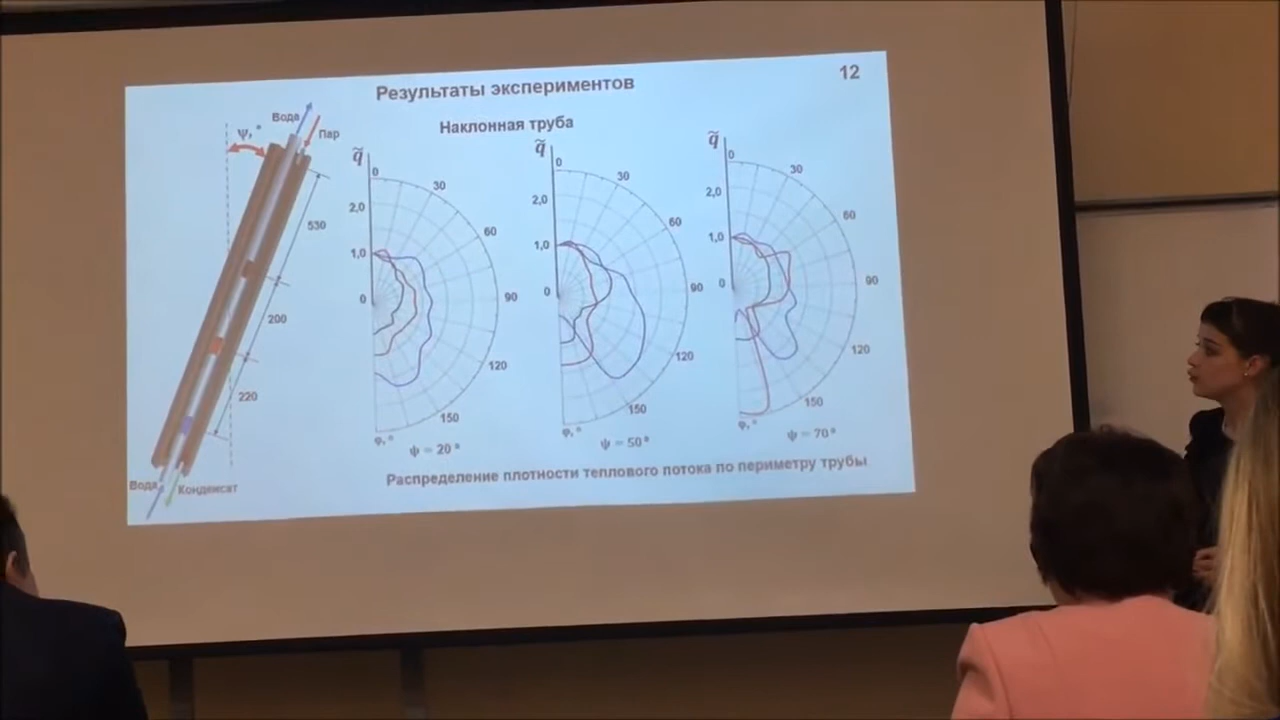 Результаты экспериментов
12
Наклонная труба
ψ, °
Вода
Пар
530
200
220
Вода
Конденсат
q̃
0
30
60
90
120
150
2,0
1,0
0
φ, °
ψ = 20 °
q̃
0
30
60
90
120
150
2,0
1,0
0
φ, °
ψ = 50 °
q̃
0
30
60
90
120
150
2,0
1,0
0
φ, °
ψ = 70 °
Распределение плотности теплового потока по периметру трубы